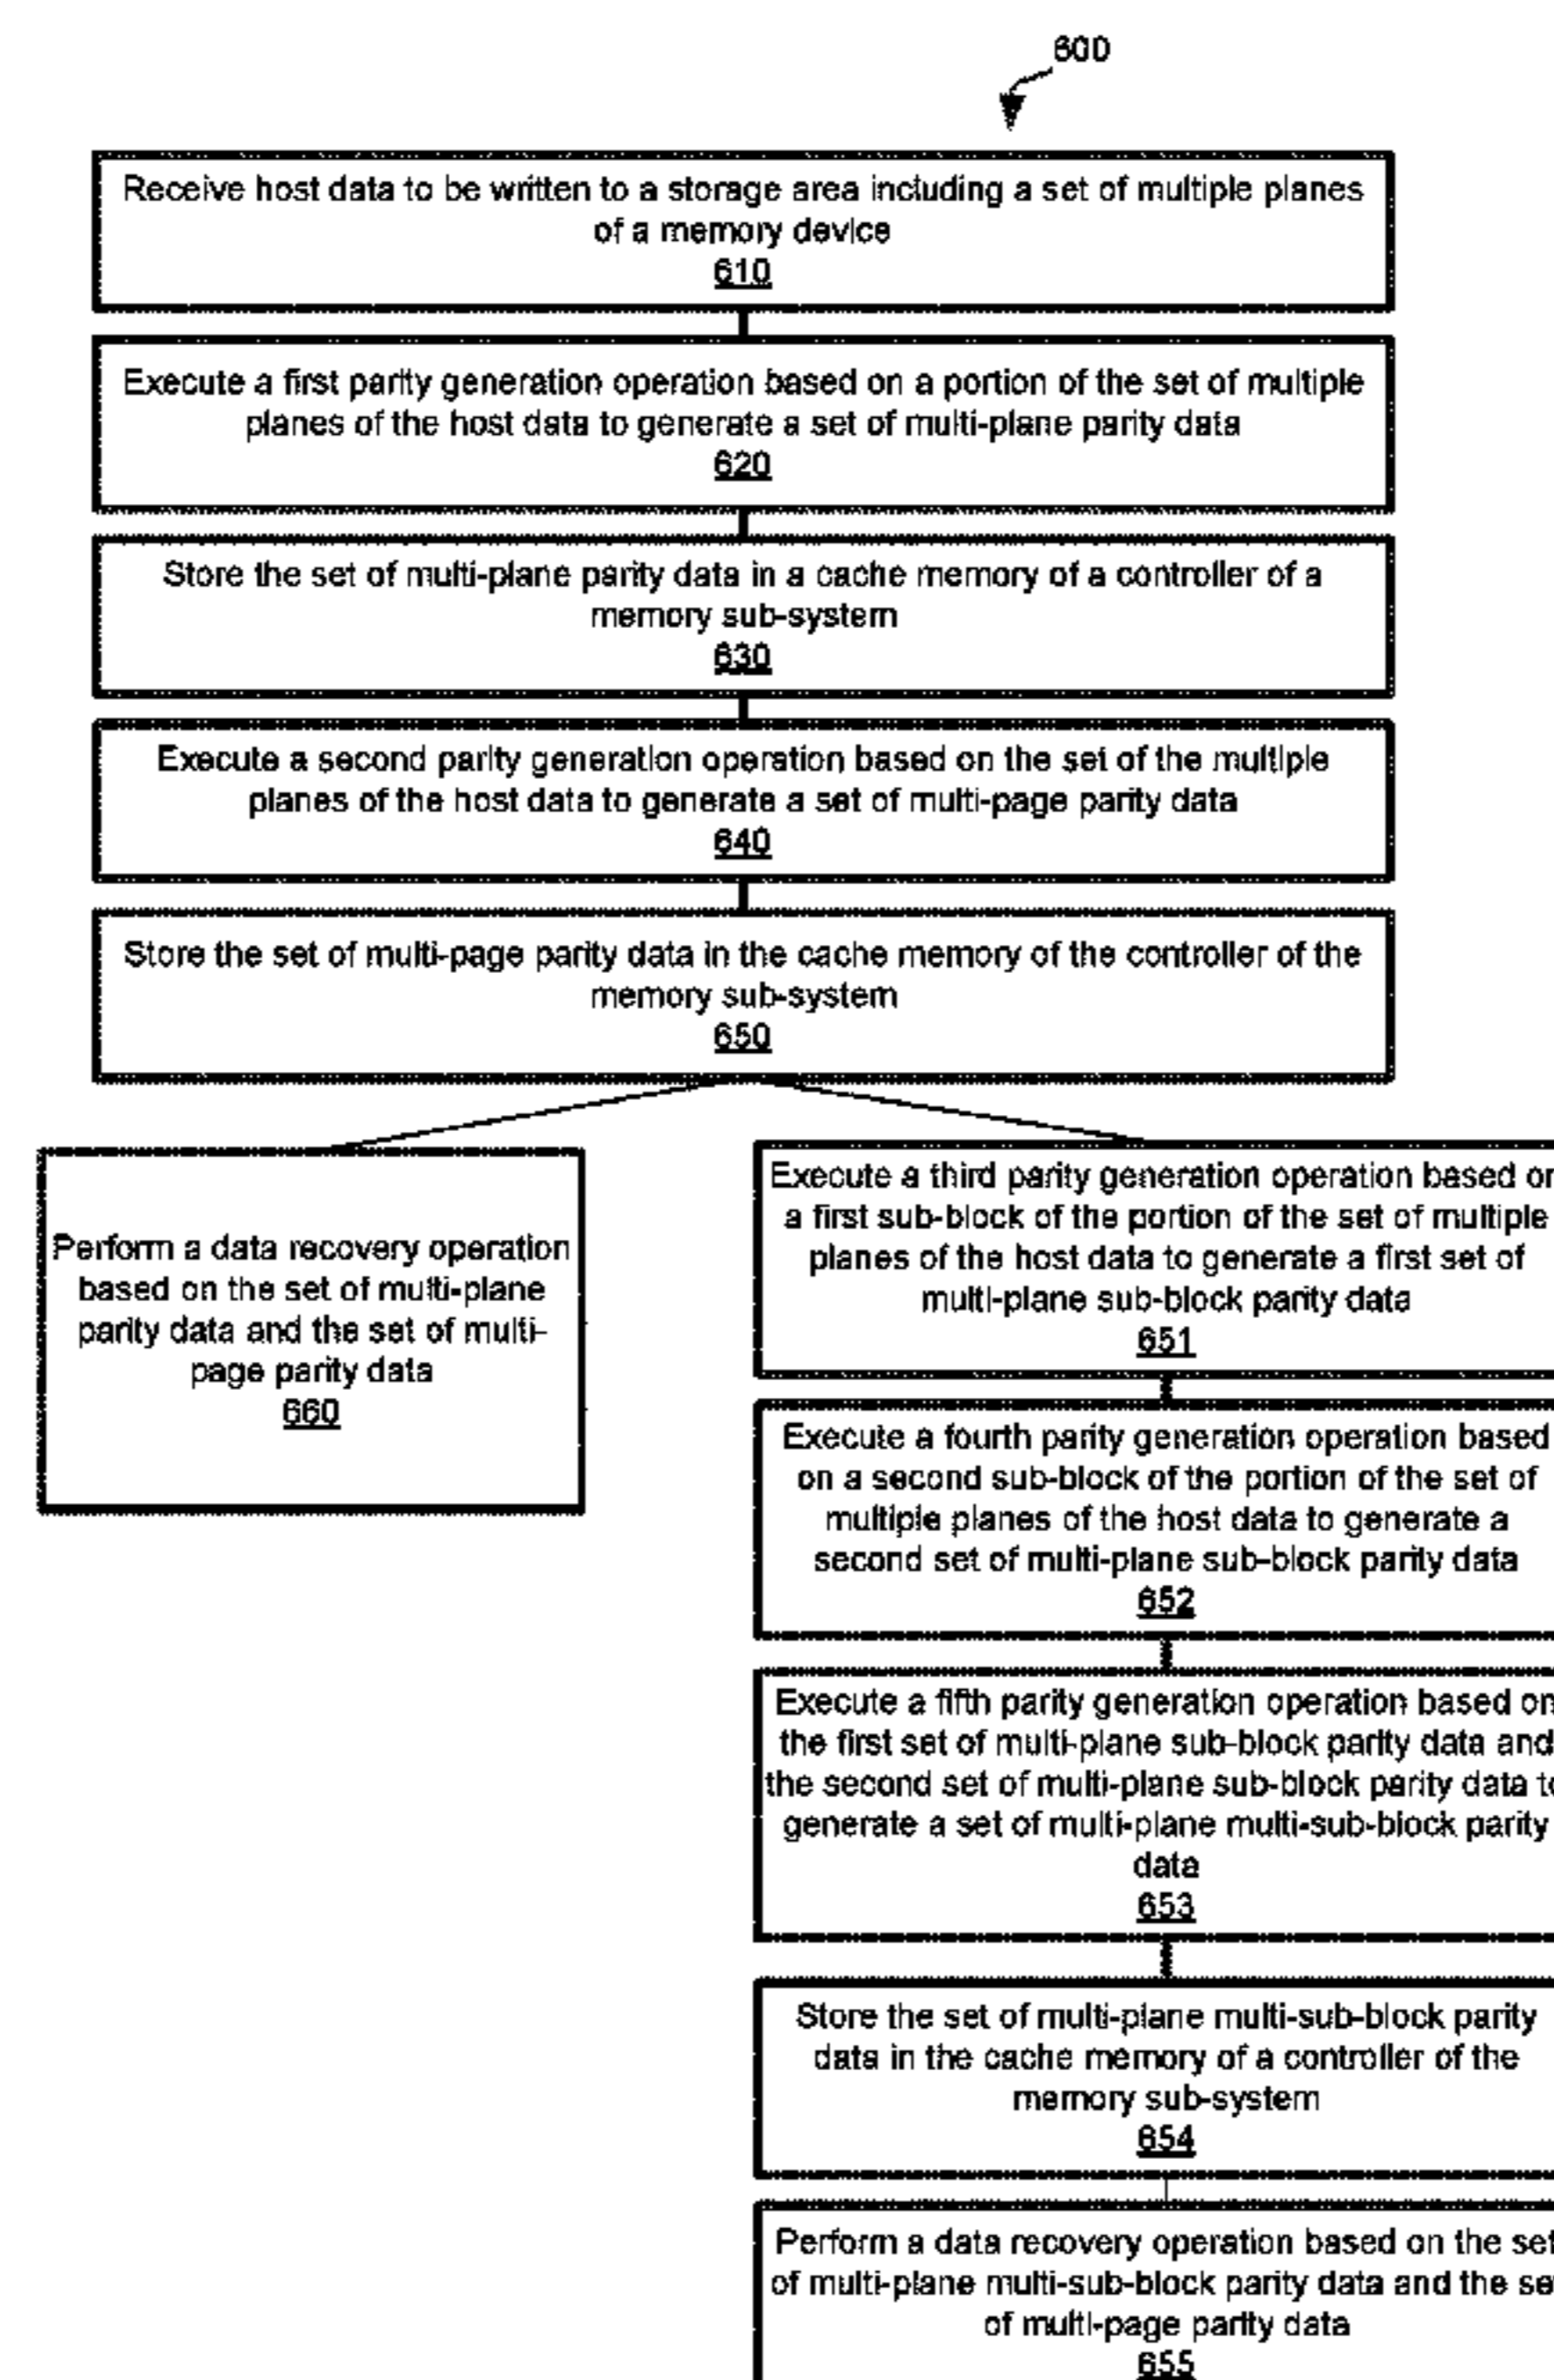 600
Receive host data to be written to a storage area including a set of multiple planes
of a memory device
610
Execute a first parity generation operation based on a portion of the set of multiple
planes of the host data to generate a set of multi-plane parity data
620
Store the set of multi-plane parity data in a cache memory of a controller of a
memory sub-system
630
Execute a second parity generation operation based on the set of the multiple
planes of the host data to generate a set of multi-page parity data
640
Store the set of multi-page parity data in the cache memory of the controller of the
memory sub-system
650
Perform a data recovery operation
based on the set of multi-plane
parity data and the set of multi-
page parity data
660
Execute a third parity generation operation based on
a first sub-block of the portion of the set of multiple
planes of the host data to generate a first set of
multi-plane sub-block parity data
651
Execute a fourth parity generation operation based
on a second sub-block of the portion of the set of
multiple planes of the host data to generate a
second set of multi-plane sub-block parity data
652
Execute a fifth parity generation operation based on
the first set of multi-plane sub-block parity data and
the second set of multi-plane sub-block parity data to
generate a set of multi-plane multi-sub-block parity
data
653
Store the set of multi-plane multi-sub-block parity
data in the cache memory of a controller of the
memory sub-system
654
Perform a data recovery operation based on the set
of multi-plane multi-sub-block parity data and the set
of multi-page parity data
655